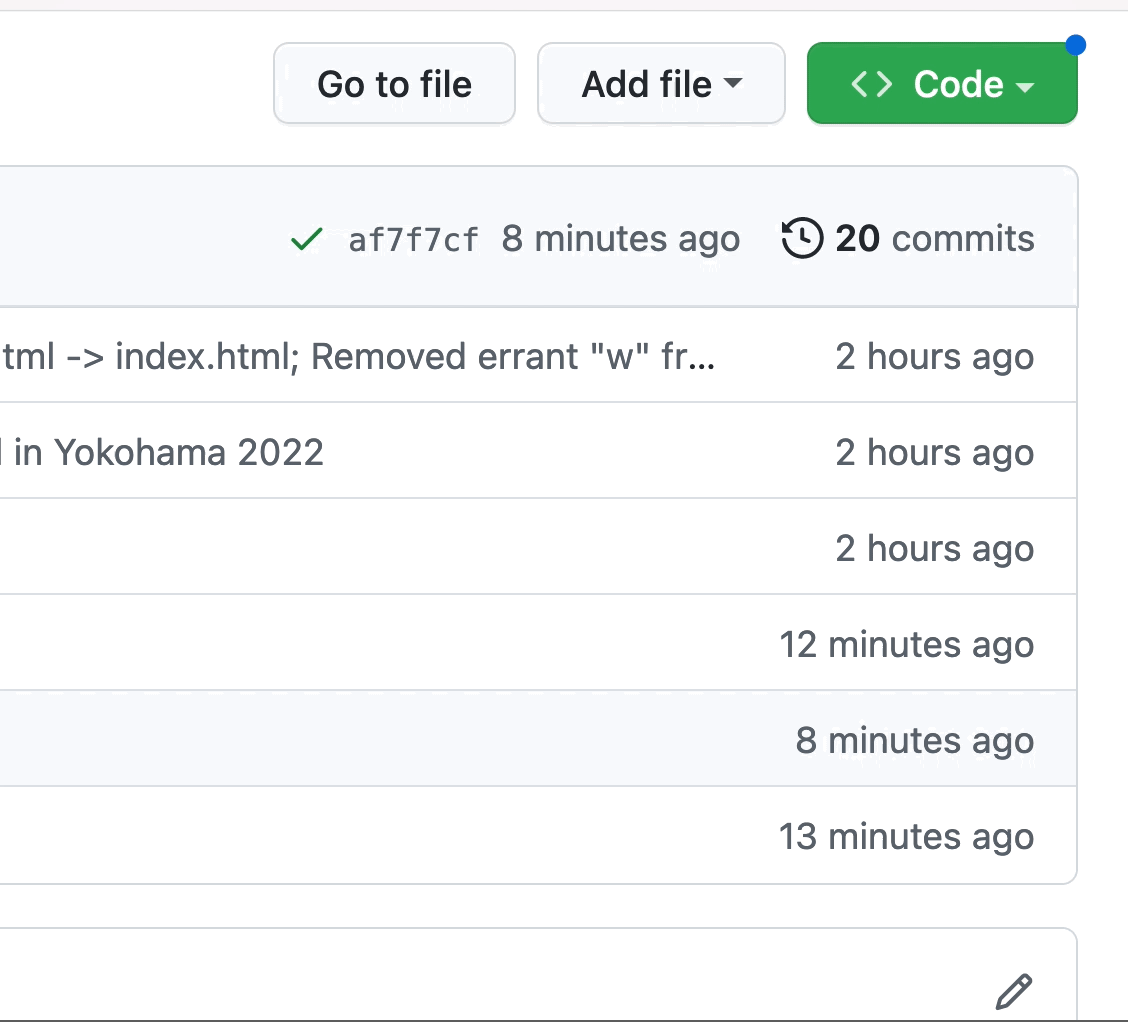 Go to file Add file <> Code
af7f7cf 8 minutes ago 20 commits
tml -> index.html; Removed errant "w" fr... 2 hours ago
in Yokohama 2022 2 hours ago
2 hours ago
12 minutes ago
8 minutes ago
13 minutes ago